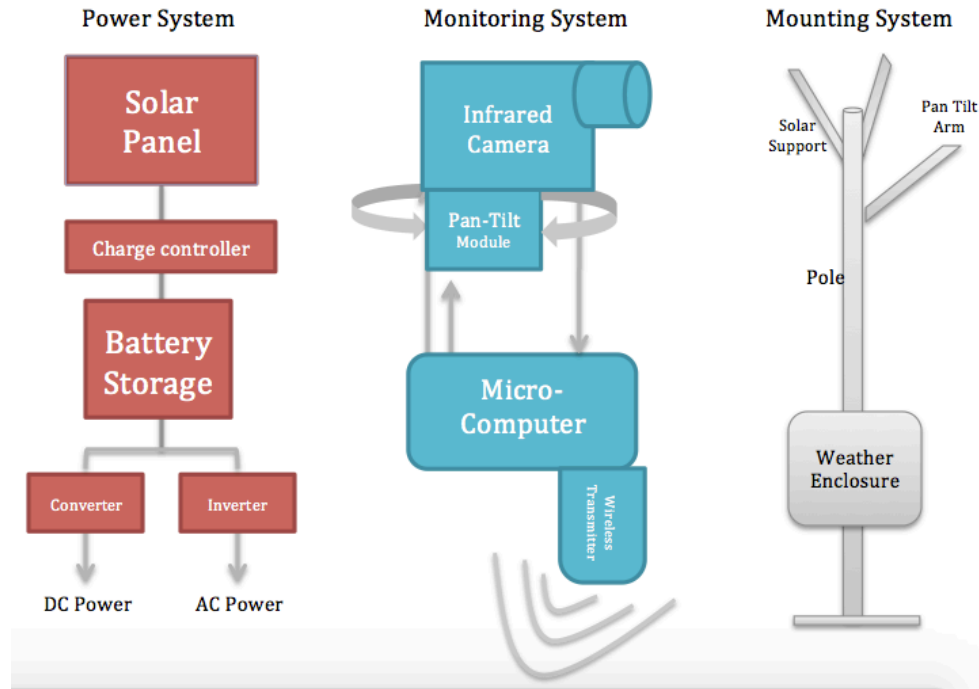 Power System
Solar
Panel
Charge controller
Battery
Storage
Converter
Inverter
DC Power
AC Power
Monitoring System
Infrared
Camera
Pan-Tilt
Module
Micro-
Computer
Wireless
Transmitter
Mounting System
Solar
Support
Pan Tilt
Arm
Pole
Weather
Enclosure